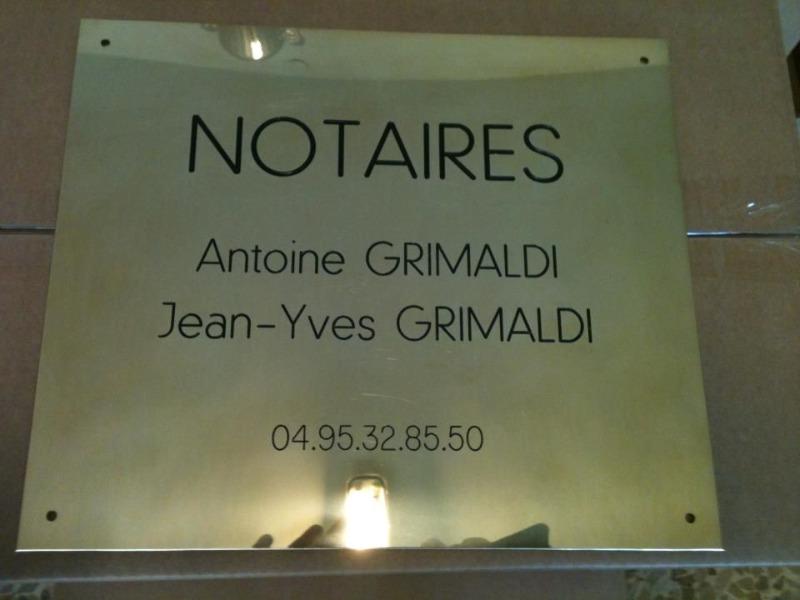 NOTAIRES
Antoine GRIMALDI
Jean-Yves GRIMALDI
04.95.32.85.50